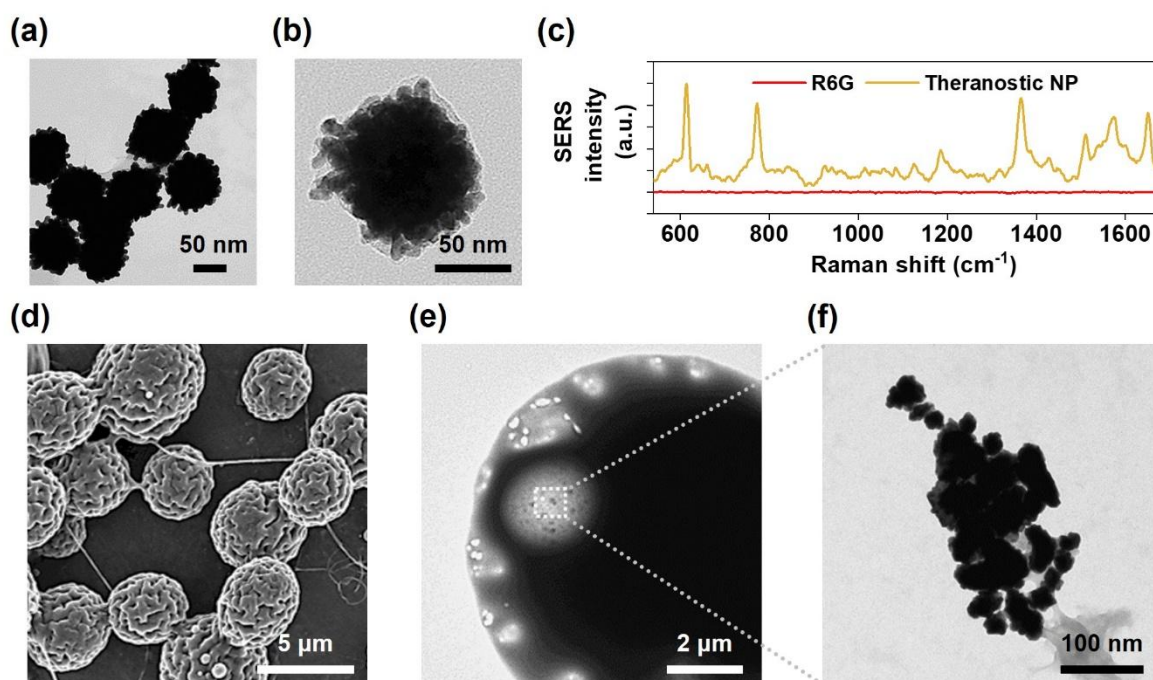 (a)
50 nm
(b)
50 nm
(c)
R6G
Theranostic NP
SERS
intensity
(a.u.)
600 800 1000 1200 1400 1600
Raman shift (cm⁻¹)
(d)
5 µm
(e)
2 µm
(f)
100 nm